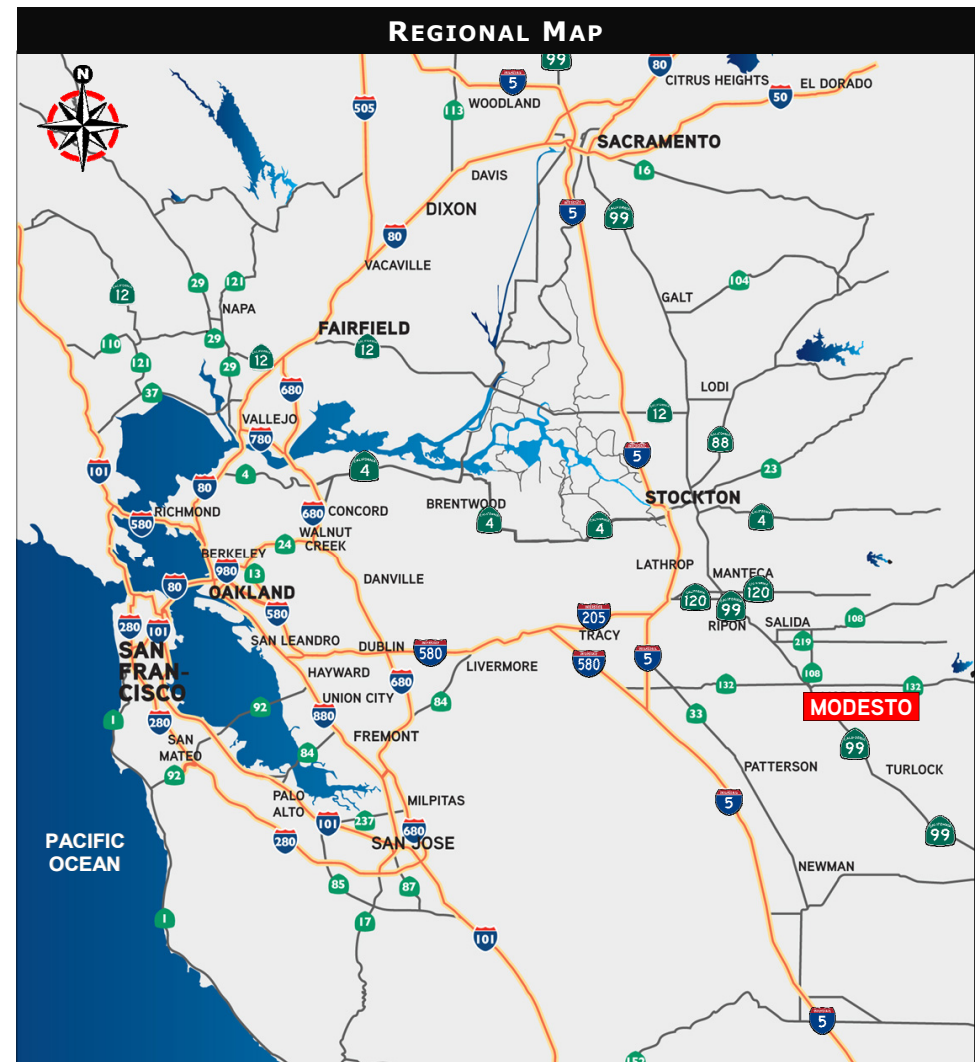 REGIONAL MAP
N
99
80
CITRUS HEIGHTS
5
EL DORADO
50
WOODLAND
505
113
SACRAMENTO
16
DAVIS
DIXON
5
99
80
VACAVILLE
12
29
121
104
GALT
NAPA
FAIRFIELD
110
29
12
12
121
29
37
680
LODI
12
VALLEJO
780
88
5
101
4
4
23
80
STOCKTON
BRENTWOOD
RICHMOND
680
CONCORD
580
4
4
4
WALNUT
CREEK
24
BERKELEY
980
13
DANVILLE
LATHROP
MANTECA
80
OAKLAND
120
120
99
580
205
RIPON
SALIDA
108
280
101
TRACY
219
SAN LEANDRO
DUBLIN
580
SAN
FRAN-
CISCO
LIVERMORE
580
5
HAYWARD
680
108
132
132
UNION CITY
84
MODESTO
92
880
33
1
280
FREMONT
99
SAN
MATEO
84
PATTERSON
TURLOCK
92
PALO
ALTO
MILPITAS
5
101
237
680
99
280
SAN JOSE
PACIFIC
OCEAN
NEWMAN
85
87
1
17
101
5
152